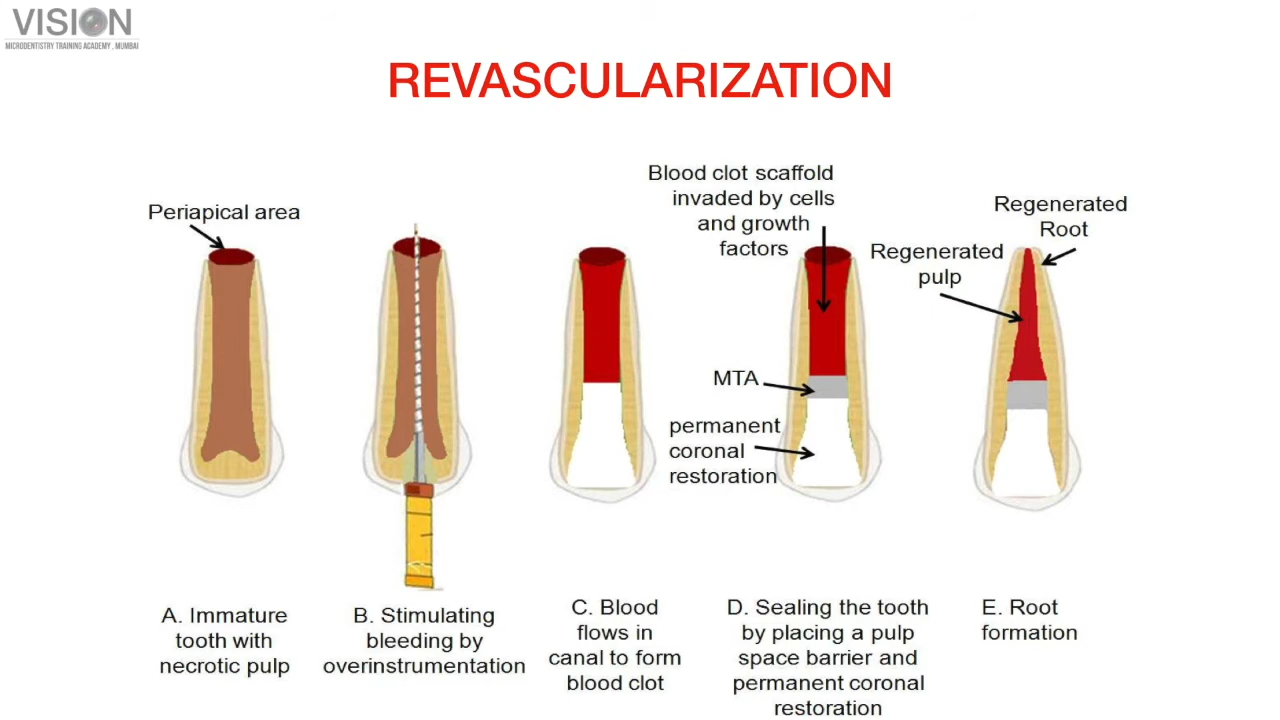 VISION
MICRODENTISTRY TRAINING ACADEMY, MUMBAI
REVASCULARIZATION
Periapical area
Blood clot scaffold
invaded by cells
and growth
factors
MTA
permanent
coronal
restoration
Regenerated
pulp
Regenerated
Root
A. Immature
tooth with
necrotic pulp
B. Stimulating
bleeding by
overinstrumentation
C. Blood
flows in
canal to form
blood clot
D. Sealing the tooth
by placing a pulp
space barrier and
permanent coronal
restoration
E. Root
formation